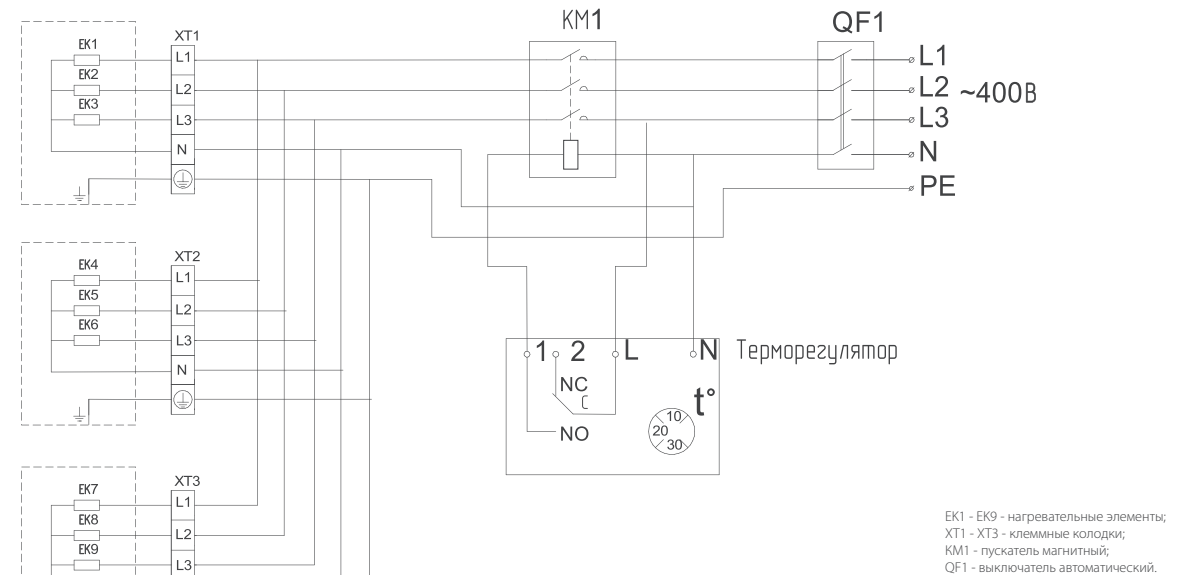 KM1
QF1
XT1
EK1
L1
L1
EK2
L2
L2 ~400В
EK3
L3
L3
N
N
PE
XT2
EK4
L1
EK5
L2
EK6
L3
N
1 2 L N Терморегулятор
NC
C
NO
t°
10
20
30
XT3
EK7
L1
EK8
L2
EK9
L3
EK1 - EK9 - нагревательные элементы;
XT1 - XT3 - клеммные колодки;
KM1 - пускатель магнитный;
QF1 - выключатель автоматический.